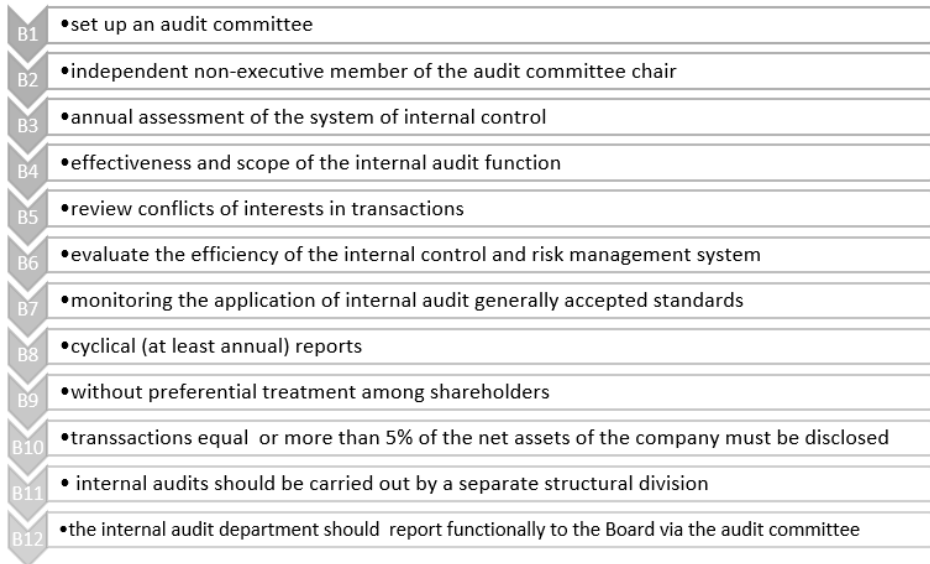 B1 •set up an audit committee
B2 •independent non-executive member of the audit committee chair
B3 •annual assessment of the system of internal control
B4 •effectiveness and scope of the internal audit function
B5 •review conflicts of interests in transactions
B6 •evaluate the efficiency of the internal control and risk management system
B7 •monitoring the application of internal audit generally accepted standards
B8 •cyclical (at least annual) reports
B9 •without preferential treatment among shareholders
B10 •transsactions equal  or more than 5% of the net assets of the company must be disclosed
B11 • internal audits should be carried out by a separate structural division
B12 •the internal audit department should  report functionally to the Board via the audit committee